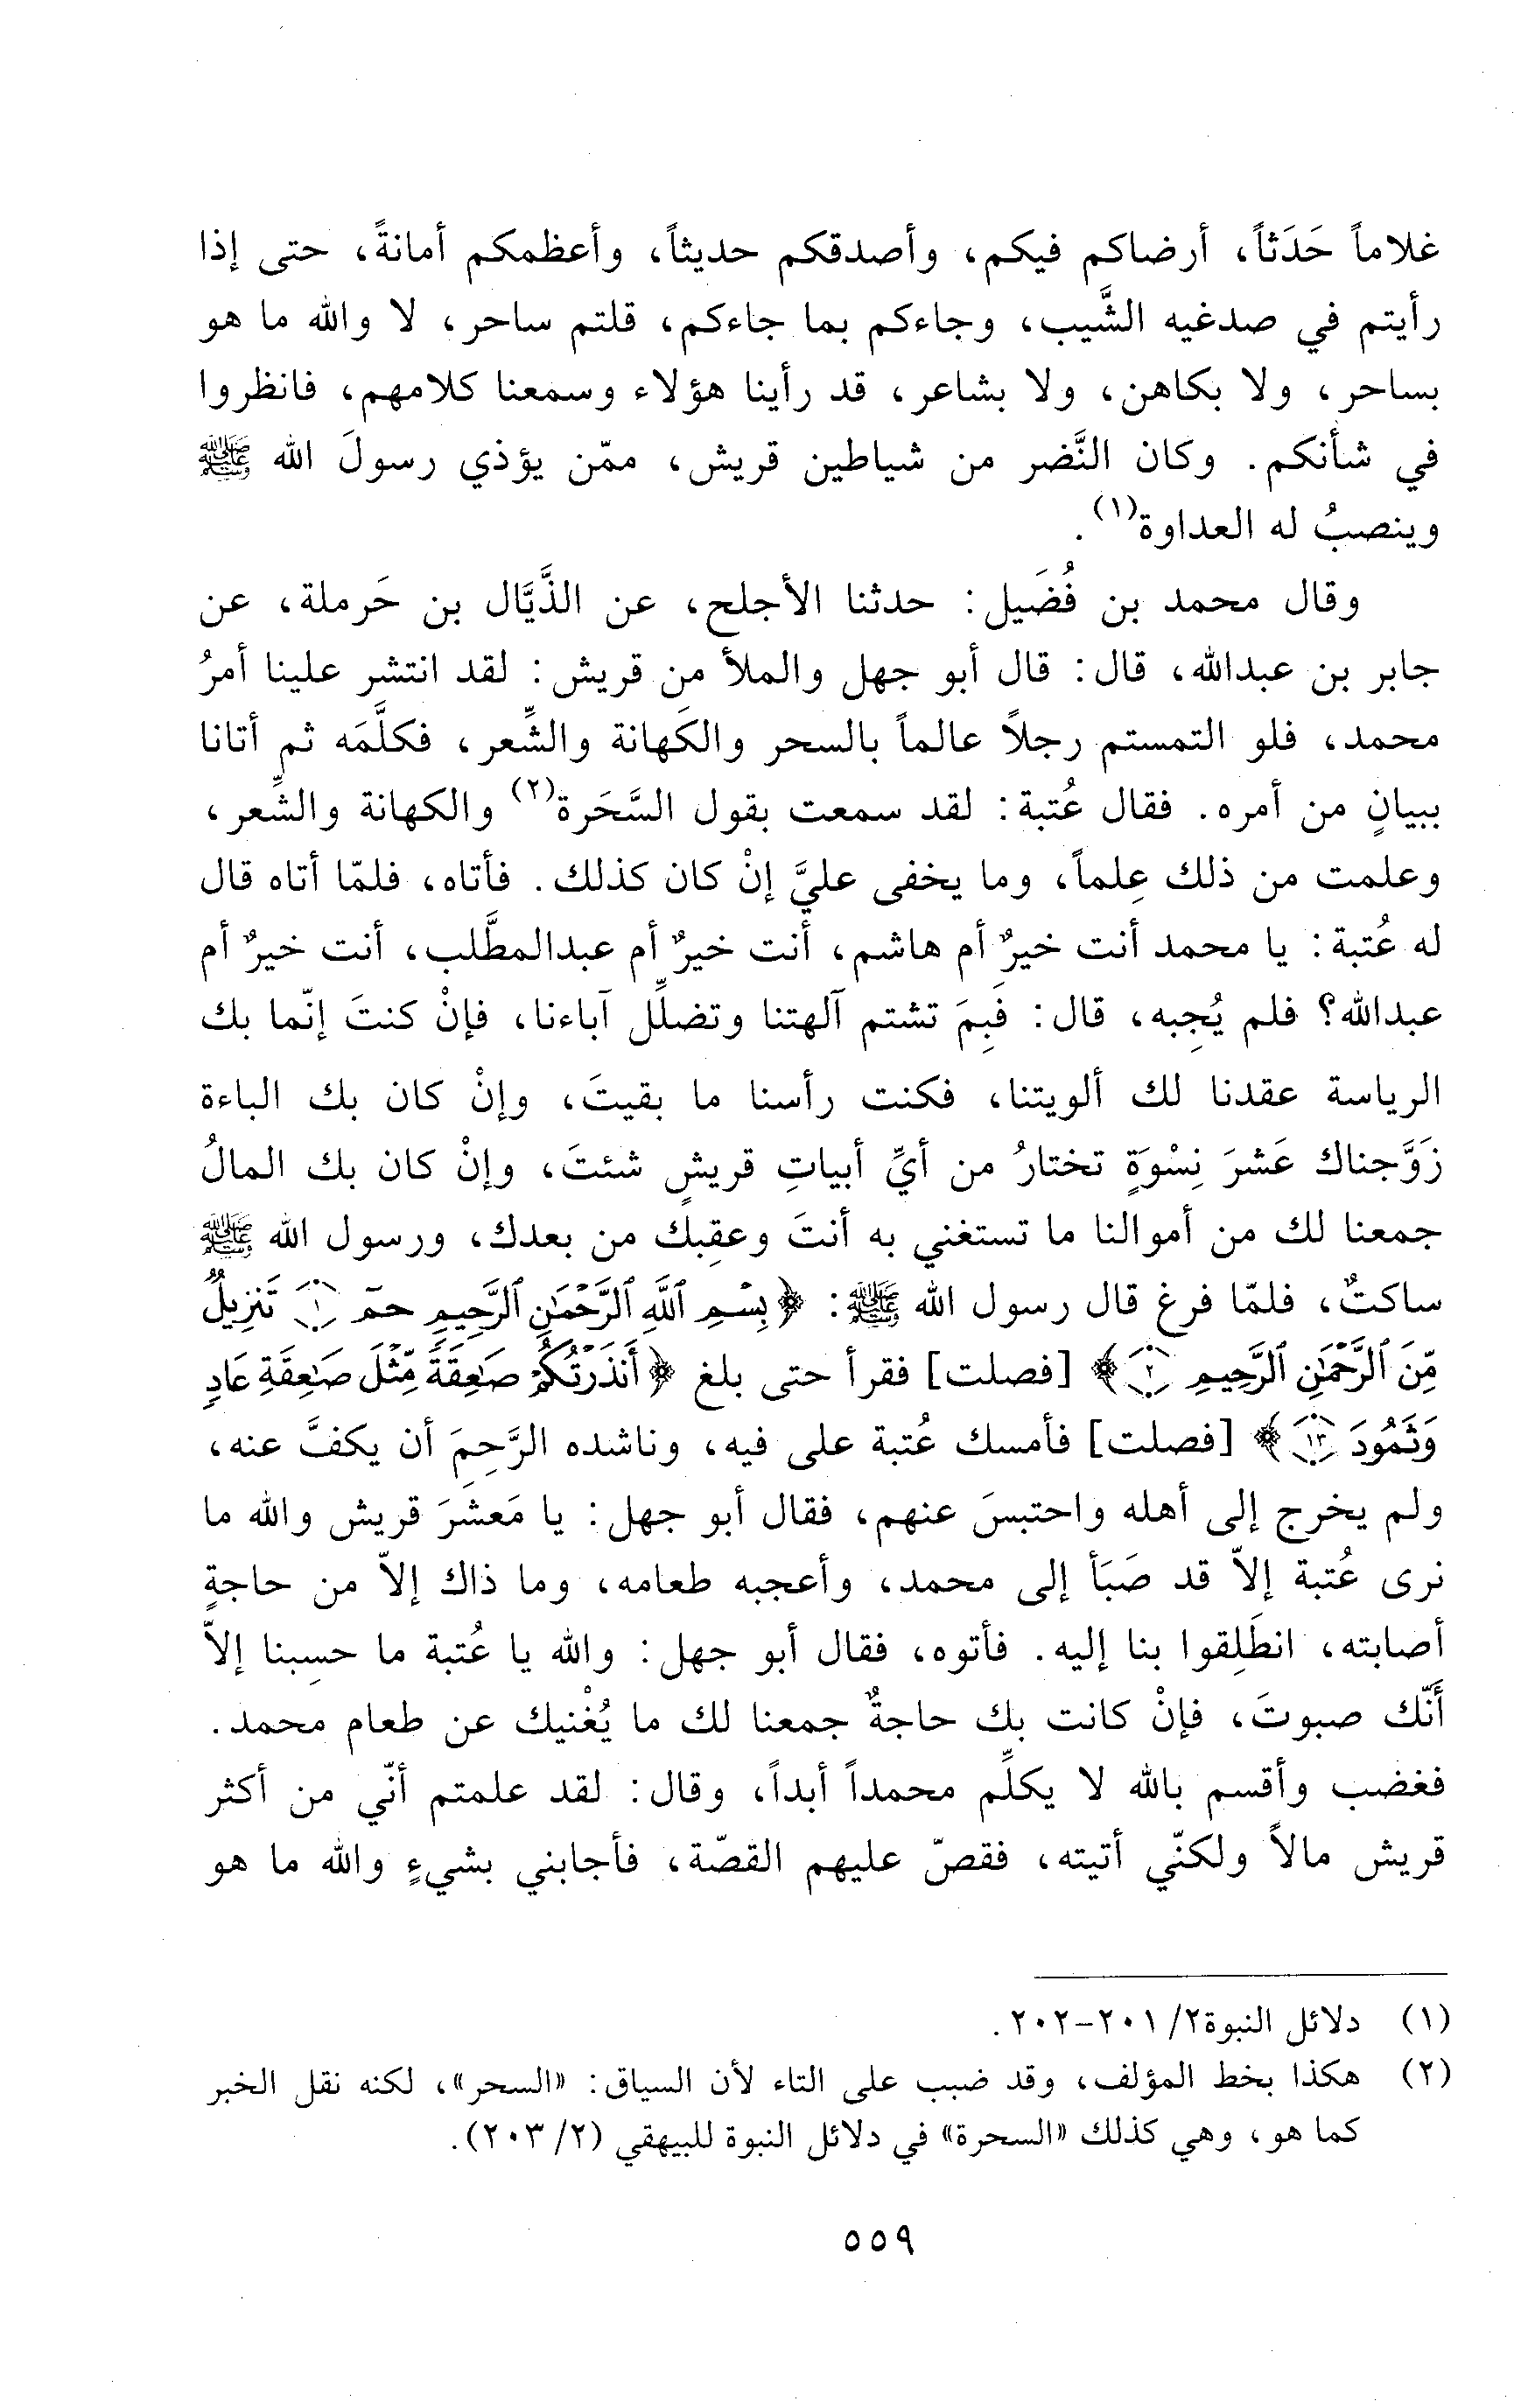 غلاماً حَدَثاً، أرضاكم فيكم، وأصدقكم حديثاً، وأعظمكم أمانةً، حتى إذا
رأيتم في صدغيه الشَّيب، وجاءكم بما جاءكم، قلتم ساحر، لا والله ما هو
بساحر، ولا بكاهن، ولا بشاعر، قد رأينا هؤلاء وسمعنا كلامهم، فانظروا
في شأنكم. وكان النَّضر من شياطين قريش، ممّن يؤذي رسولَ الله ﷺ
وينصبُ له العداوة(١).
وقال محمد بن فُضَيل: حدثنا الأجلح، عن الذَّيَّال بن حَرملة، عن
جابر بن عبدالله، قال: قال أبو جهل والملأ من قريش: لقد انتشر علينا أمرُ
محمد، فلو التمستم رجلاً عالماً بالسحر والكَهانة والشِّعر، فكلَّمَه ثم أتانا
ببيانٍ من أمره. فقال عُتبة: لقد سمعت بقول السَّحَرة(٢) والكهانة والشِّعر،
وعلمت من ذلك عِلماً، وما يخفى عليَّ إنْ كان كذلك. فأتاه، فلمّا أتاه قال
له عُتبة: يا محمد أنت خيرٌ أم هاشم، أنت خيرٌ أم عبدالمطَّلب، أنت خيرٌ أم
عبدالله؟ فلم يُجِبه، قال: فَبِمَ تشتم آلهتنا وتضلِّل آباءنا، فإنْ كنتَ إنّما بك
الرياسة عقدنا لك ألويتنا، فكنت رأسنا ما بقيتَ، وإنْ كان بك الباءة
زَوَّجناك عَشرَ نِسْوَةٍ تختارُ من أيِّ أبياتِ قريشٍ شئتَ، وإنْ كان بك المالُ
جمعنا لك من أموالنا ما تستغني به أنتَ وعقِبك من بعدك، ورسول الله ﷺ
ساكتٌ، فلمّا فرغ قال رسول الله ﷺ: ﴿بِسْمِ ٱللَّهِ ٱلرَّحْمَٰنِ ٱلرَّحِيمِ حمٓ ١ تَنزِيلٌ
مِّنَ ٱلرَّحْمَٰنِ ٱلرَّحِيمِ ٢﴾ [فصلت] فقرأ حتى بلغ ﴿أَنذَرْتُكُمْ صَٰعِقَةً مِّثْلَ صَٰعِقَةِ عَادٍ
وَثَمُودَ ١٣﴾ [فصلت] فأمسك عُتبة على فيه، وناشده الرَّحِمَ أن يكفَّ عنه،
ولم يخرج إلى أهله واحتبسَ عنهم، فقال أبو جهل: يا مَعشَرَ قريش والله ما
نرى عُتبة إلاّ قد صَبَأ إلى محمد، وأعجبه طعامه، وما ذاك إلاّ من حاجةٍ
أصابته، انطَلِقوا بنا إليه. فأتوه، فقال أبو جهل: والله يا عُتبة ما حسِبنا إلاّ
أَنّك صبوتَ، فإنْ كانت بك حاجةٌ جمعنا لك ما يُغْنيك عن طعام محمد.
فغضب وأقسم بالله لا يكلِّم محمداً أبداً، وقال: لقد علمتم أنّي من أكثر
قريش مالاً ولكنّي أتيته، فقصّ عليهم القصّة، فأجابني بشيءٍ والله ما هو
(١) دلائل النبوة٢/ ٢٠١-٢٠٢.
(٢) هكذا بخط المؤلف، وقد ضبب على التاء لأن السياق: «السحر»، لكنه نقل الخبر
كما هو، وهي كذلك «السحرة» في دلائل النبوة للبيهقي (٢/ ٢٠٣).
٥٥٩